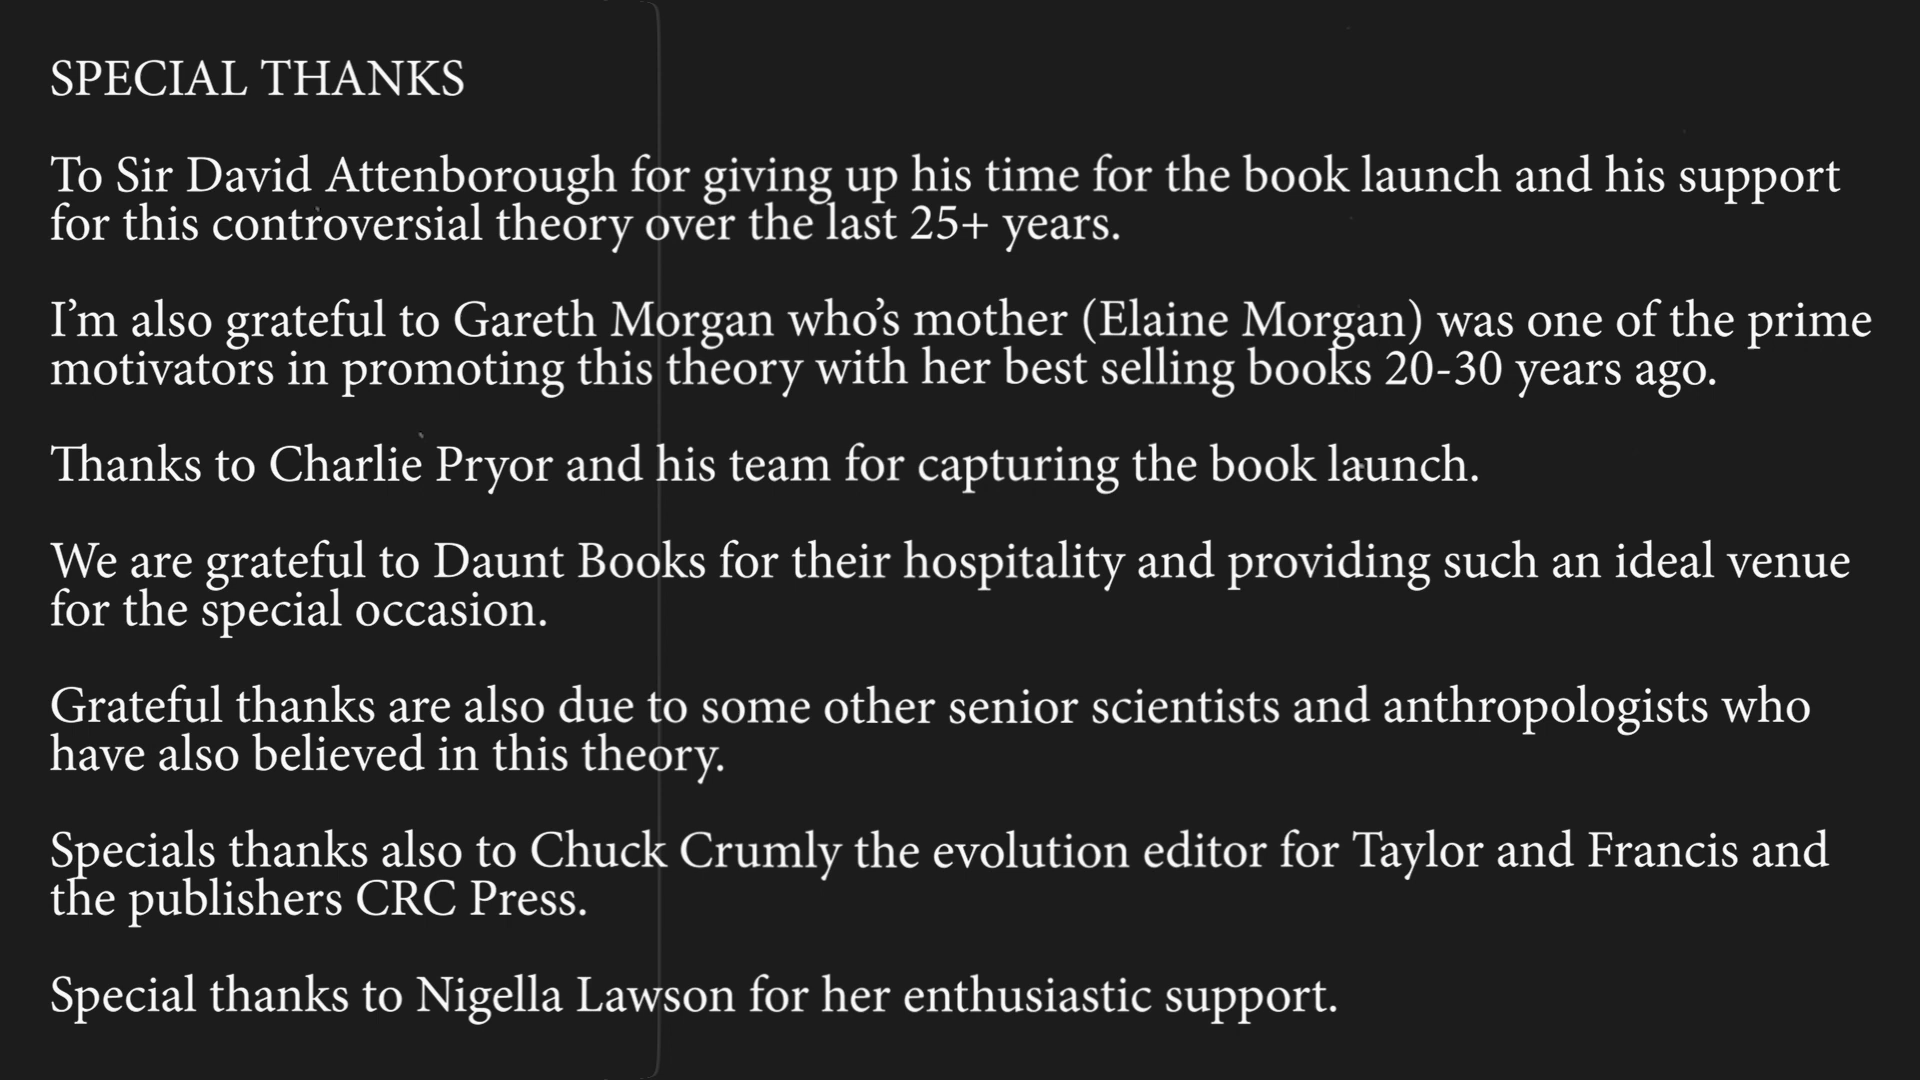 SPECIAL THANKS
To Sir David Attenborough for giving up his time for the book launch and his support
for this controversial theory over the last 25+ years.
I’m also grateful to Gareth Morgan who’s mother (Elaine Morgan) was one of the prime
motivators in promoting this theory with her best selling books 20-30 years ago.
Thanks to Charlie Pryor and his team for capturing the book launch.
We are grateful to Daunt Books for their hospitality and providing such an ideal venue
for the special occasion.
Grateful thanks are also due to some other senior scientists and anthropologists who
have also believed in this theory.
Specials thanks also to Chuck Crumly the evolution editor for Taylor and Francis and
the publishers CRC Press.
Special thanks to Nigella Lawson for her enthusiastic support.